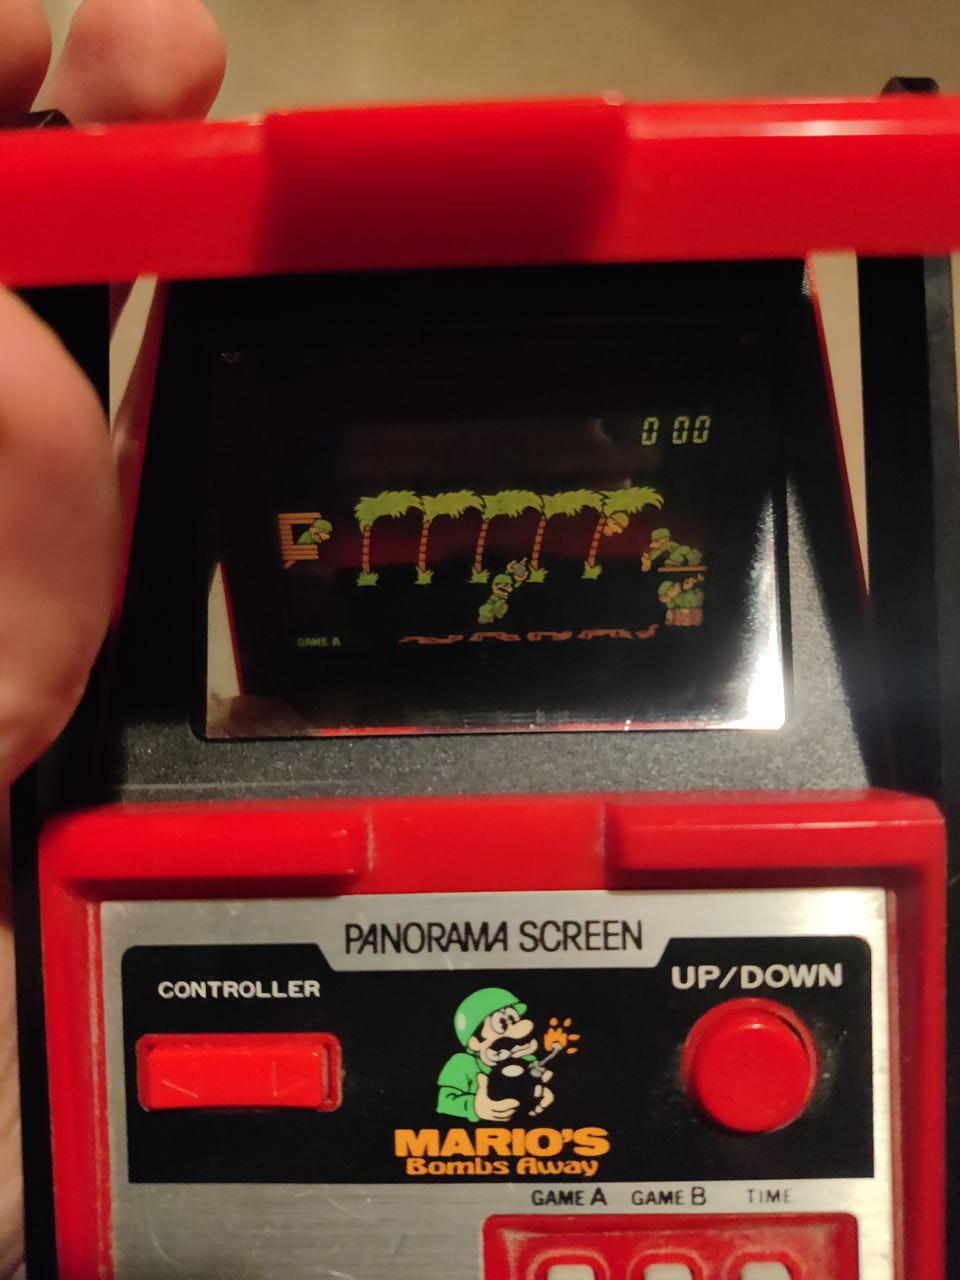 0 00
GAME A
PANORAMA SCREEN
CONTROLLER
UP/DOWN
MARIO'S
Bombs Away
GAME A GAME B TIME